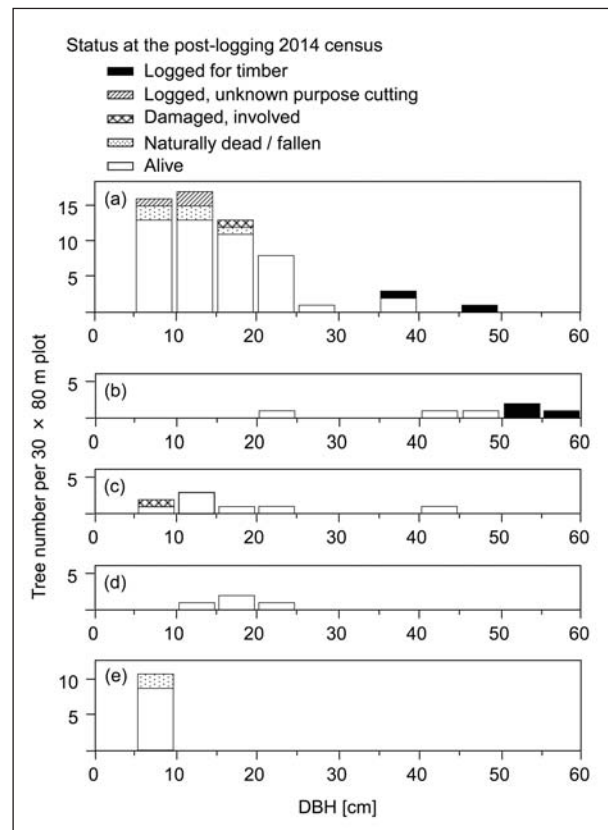 Status at the post-logging 2014 census
Logged for timber
Logged, unknown purpose cutting
Damaged, involved
Naturally dead / fallen
Alive
Tree number per 30 × 80 m plot
(a)
15
10
5
0 10 20 30 40 50 60
(b)
5
0 10 20 30 40 50 60
(c)
5
0 10 20 30 40 50 60
(d)
5
0 10 20 30 40 50 60
(e)
10
5
0 10 20 30 40 50 60
DBH [cm]